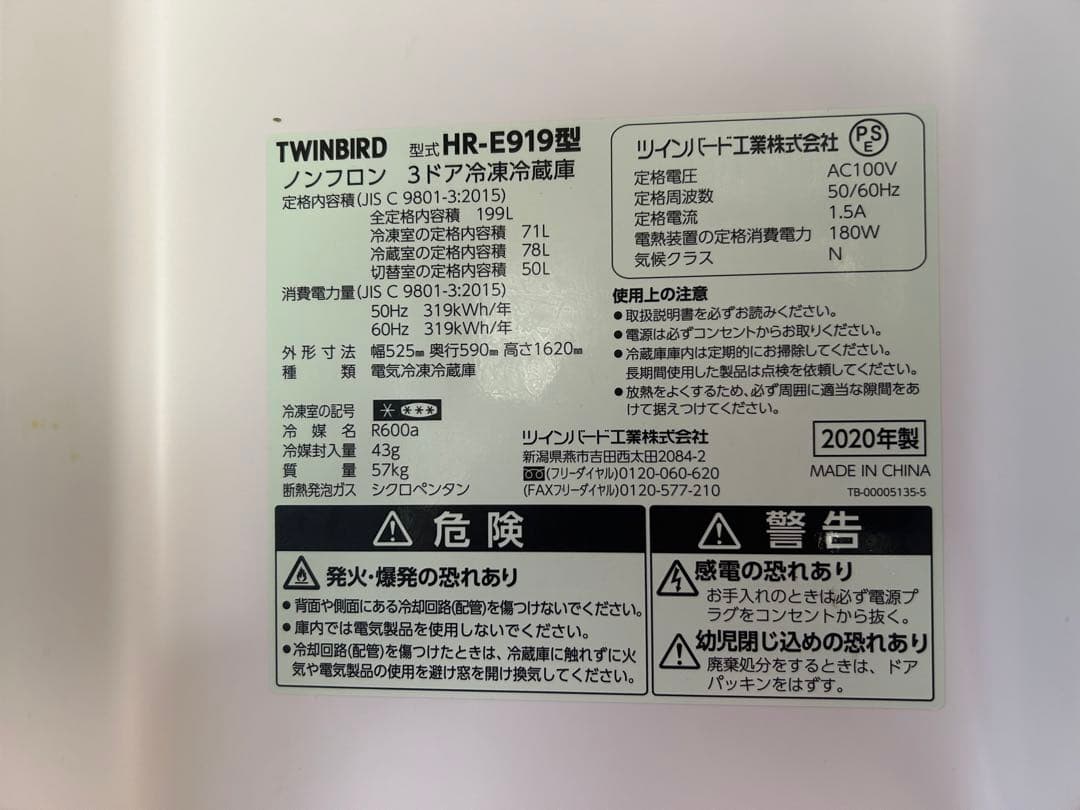 TWINBIRD 型式 HR-E919型
ノンフロン 3ドア冷凍冷蔵庫
定格内容積(JIS C 9801-3:2015)
全定格内容積 199L
冷凍室の定格内容積 71L
冷蔵室の定格内容積 78L
切替室の定格内容積 50L
消費電力量(JIS C 9801-3:2015)
50Hz 319kWh/年
60Hz 319kWh/年
外形寸法 幅525mm 奥行590mm 高さ1620mm
種類 電気冷凍冷蔵庫
冷凍室の記号
冷媒名 R600a
冷媒封入量 43g
質量 57kg
断熱発泡ガス シクロペンタン
ツインバード工業株式会社 PSE
定格電圧 AC100V
定格周波数 50/60Hz
定格電流 1.5A
電熱装置の定格消費電力 180W
気候クラス N
使用上の注意
●取扱説明書を必ずお読みください。
●電源は必ずコンセントからお取りください。
●冷蔵庫庫内は定期的にお掃除してください。
長期間使用した製品は点検を依頼してください。
●放熱をよくするため、必ず周囲に適当な隙間をあ
けて据えつけてください。
ツインバード工業株式会社
新潟県燕市吉田西太田2084-2
(フリーダイヤル)0120-060-620
(FAXフリーダイヤル)0120-577-210
2020年製
MADE IN CHINA
TB-00005135-5
危険
発火・爆発の恐れあり
●背面や側面にある冷却回路(配管)を傷つけないでください。
●庫内では電気製品を使用しないでください。
●冷却回路(配管)を傷つけたときは、冷蔵庫に触れずに火
気や電気製品の使用を避け窓を開け換気してください。
警告
感電の恐れあり
お手入れのときは必ず電源プ
ラグをコンセントから抜く。
幼児閉じ込めの恐れあり
廃棄処分をするときは、ドア
パッキンをはずす。